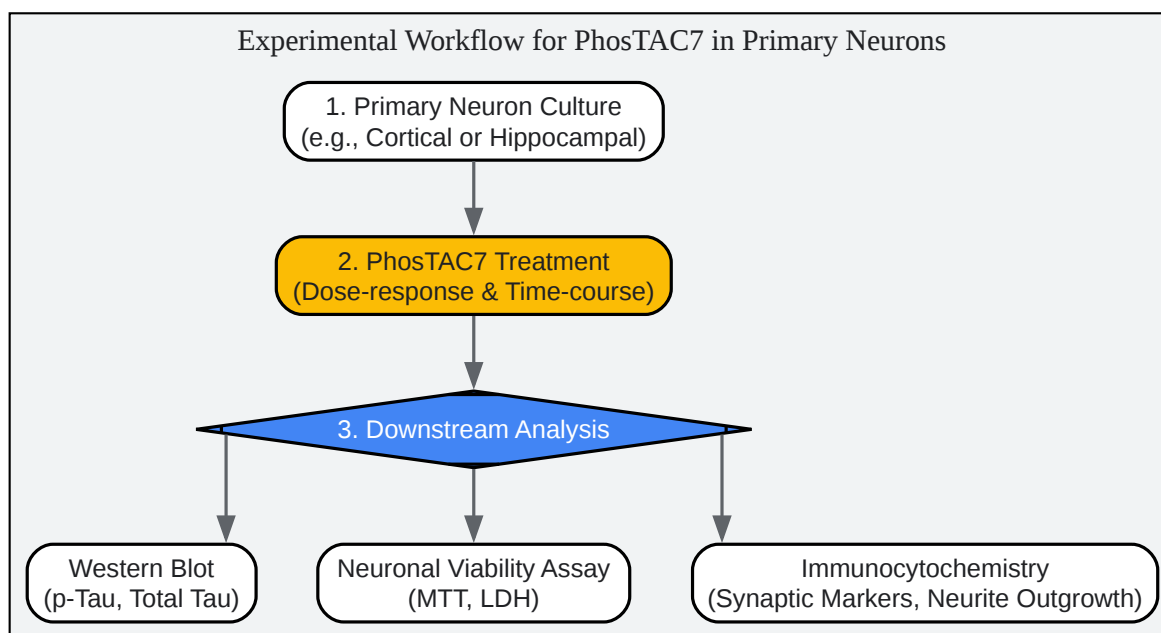 Experimental Workflow for PhosTAC7 in Primary Neurons
1. Primary Neuron Culture
(e.g., Cortical or Hippocampal)
2. PhosTAC7 Treatment
(Dose-response & Time-course)
3. Downstream Analysis
Western Blot
(p-Tau, Total Tau)
Neuronal Viability Assay
(MTT, LDH)
Immunocytochemistry
(Synaptic Markers, Neurite Outgrowth)